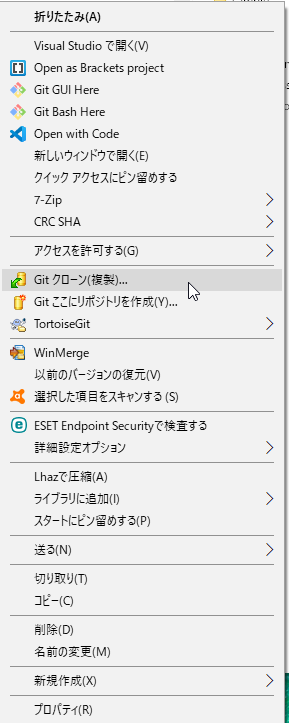 折りたたみ(A)
Visual Studio で開く(V)
Open as Brackets project
Git GUI Here
Git Bash Here
Open with Code
新しいウィンドウで開く(E)
クイック アクセスにピン留めする
7-Zip
CRC SHA
アクセスを許可する(G)
Git クローン(複製)...
Git ここにリポジトリを作成(Y)...
TortoiseGit
WinMerge
以前のバージョンの復元(V)
選択した項目をスキャンする (S)
ESET Endpoint Securityで検査する
詳細設定オプション
Lhazで圧縮(A)
ライブラリに追加(I)
スタートにピン留めする(P)
送る(N)
切り取り(T)
コピー(C)
削除(D)
名前の変更(M)
新規作成(X)
プロパティ(R)